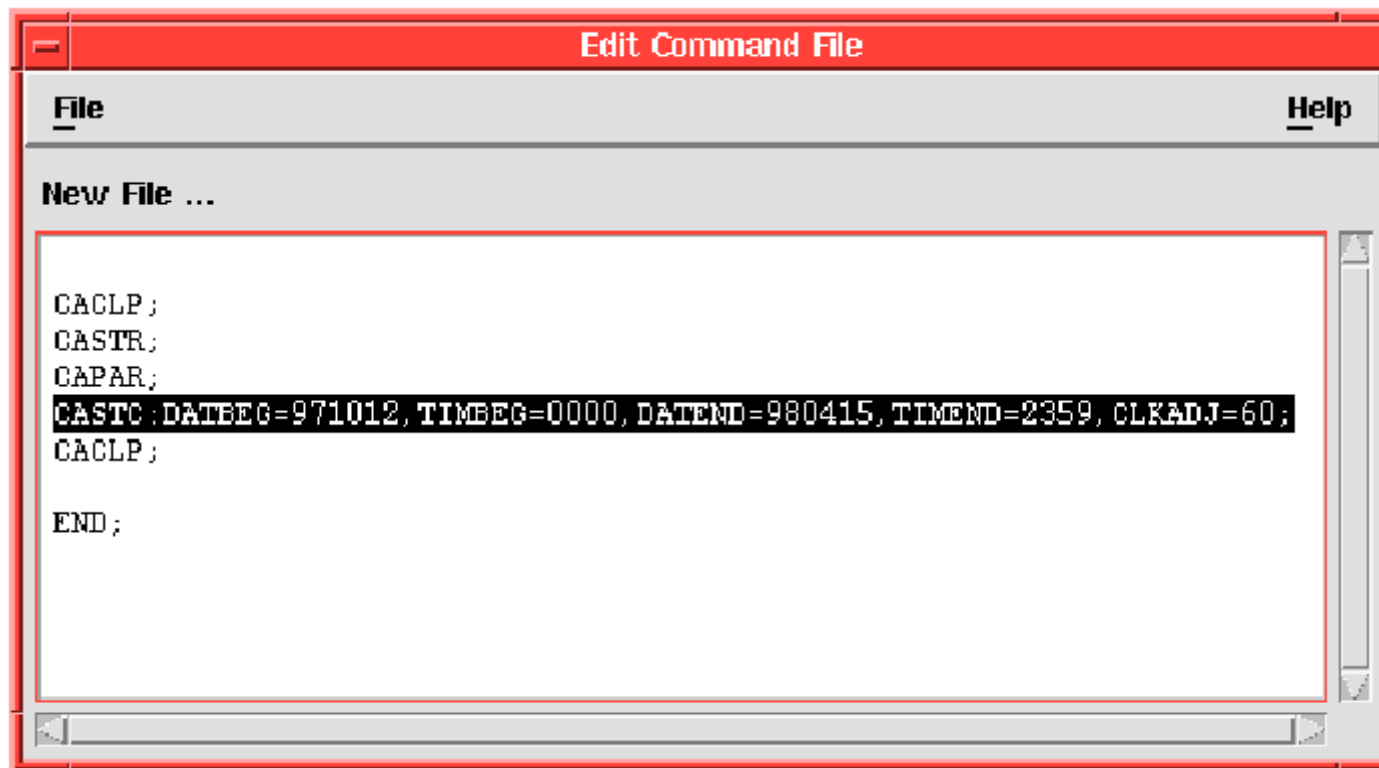 Edit Command File
File Help
New File ...
CACLP;
CASTR;
CAPAR;
CASTC:DATBEG=971012,TIMBEG=0000,DATEND=980415,TIMEND=2359,CLKADJ=60;
CACLP;
END;